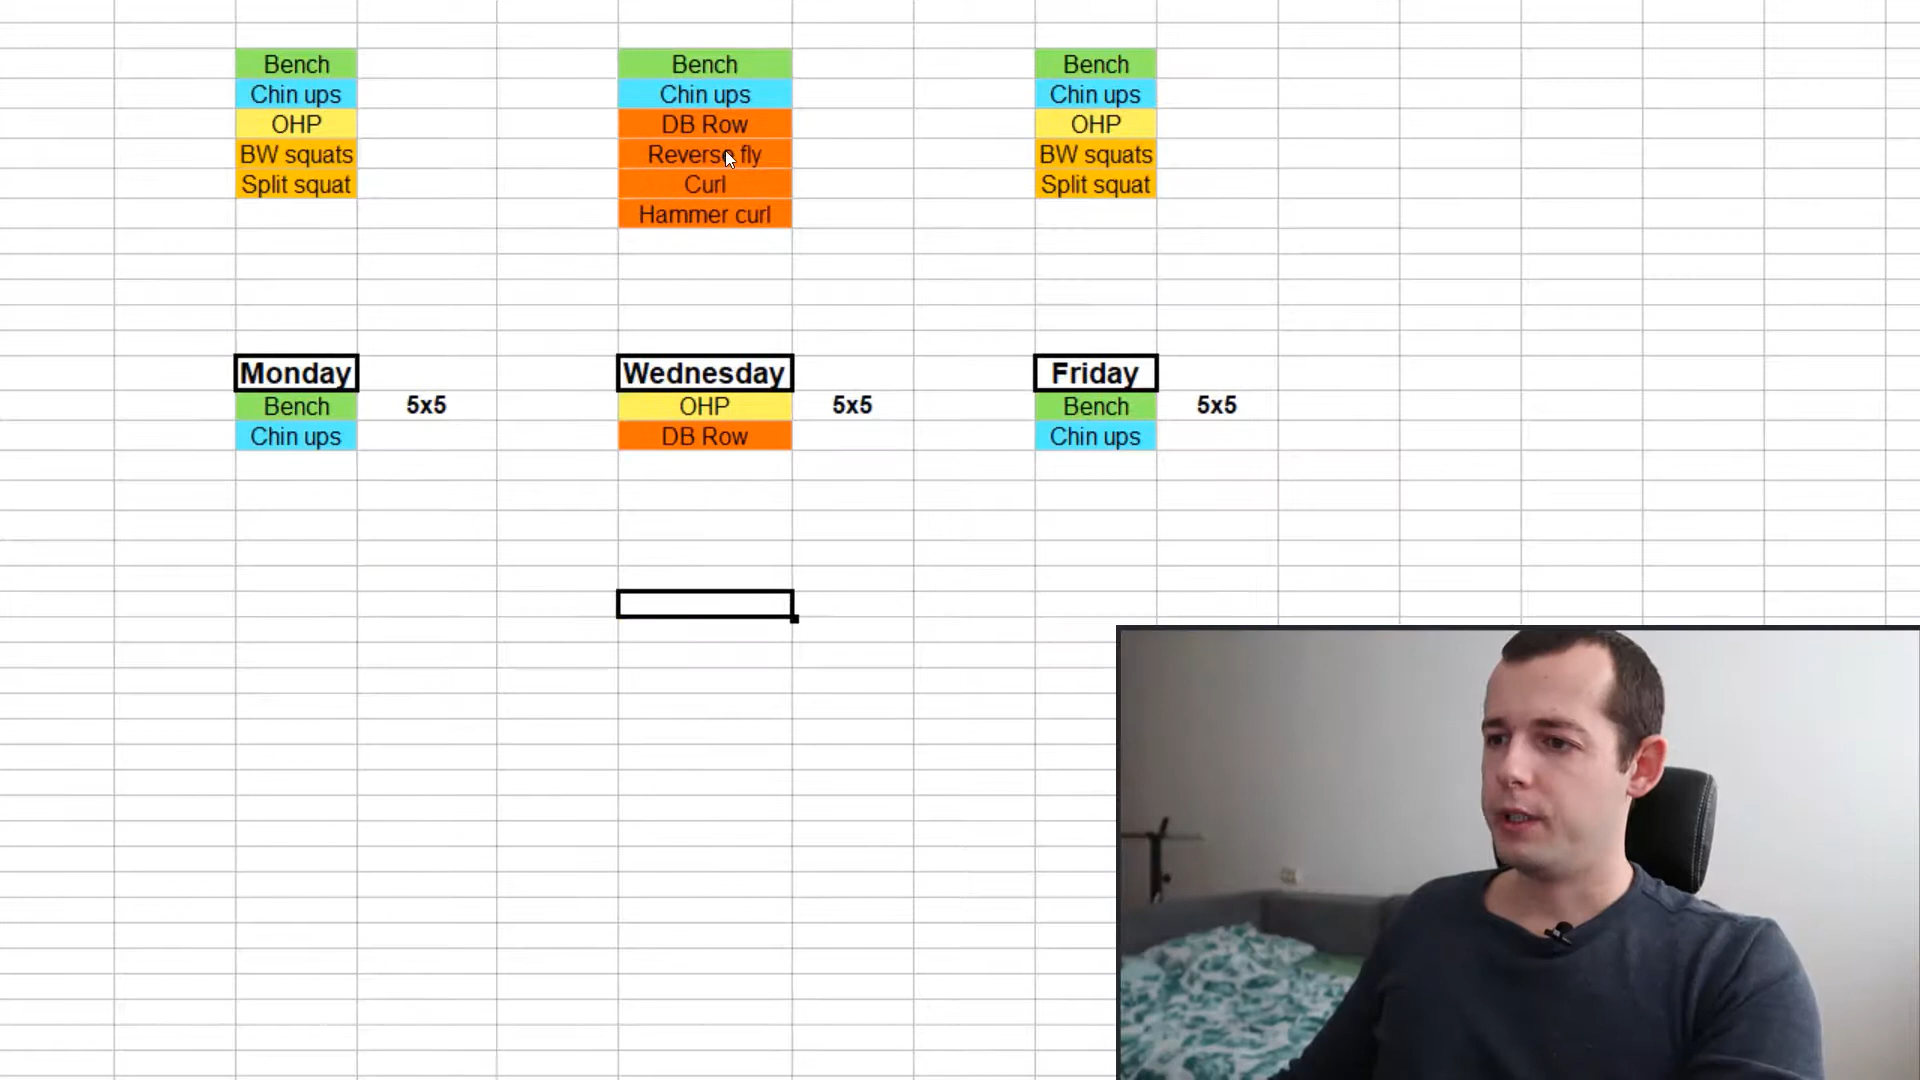 Bench
Chin ups
OHP
BW squats
Split squat
Bench
Chin ups
DB Row
Reverse fly
Curl
Hammer curl
Bench
Chin ups
OHP
BW squats
Split squat
Monday
Bench 5x5
Chin ups
Wednesday
OHP 5x5
DB Row
Friday
Bench 5x5
Chin ups